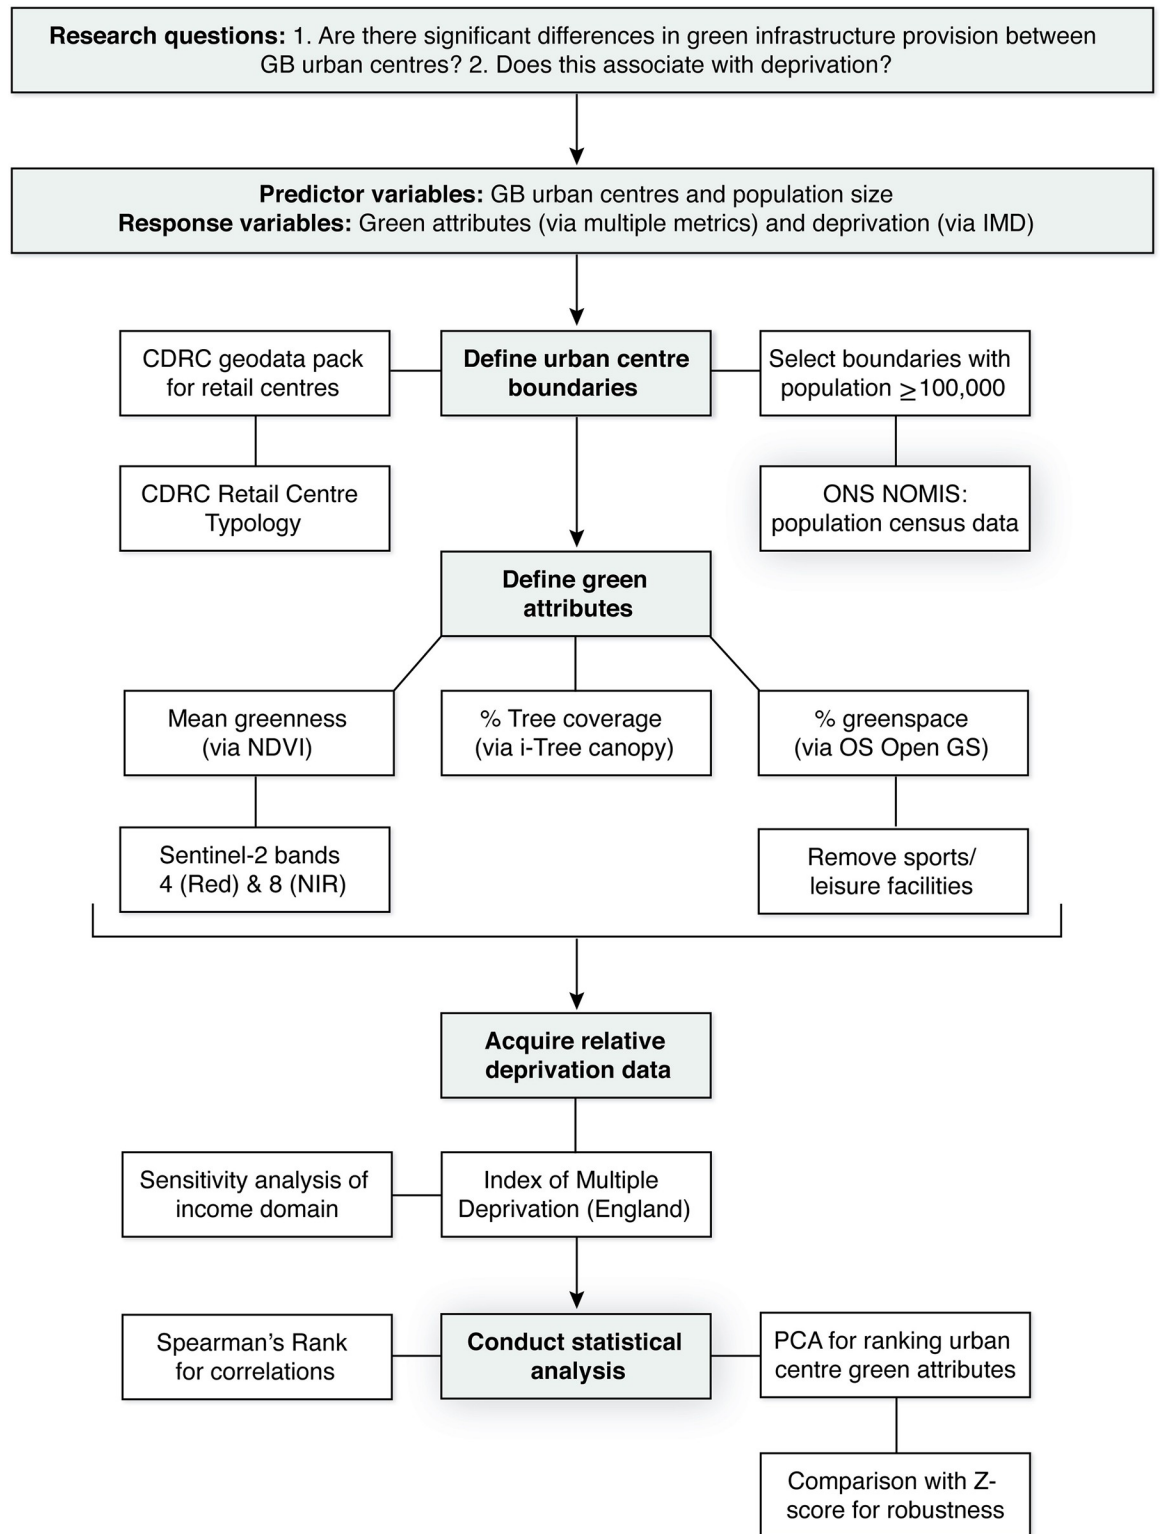 Research questions: 1. Are there significant differences in green infrastructure provision between
GB urban centres? 2. Does this associate with deprivation?
Predictor variables: GB urban centres and population size
Response variables: Green attributes (via multiple metrics) and deprivation (via IMD)
CDRC geodata pack
for retail centres
Define urban centre
boundaries
Select boundaries with
population ≥100,000
CDRC Retail Centre
Typology
ONS NOMIS:
population census data
Define green
attributes
Mean greenness
(via NDVI)
% Tree coverage
(via i-Tree canopy)
% greenspace
(via OS Open GS)
Sentinel-2 bands
4 (Red) & 8 (NIR)
Remove sports/
leisure facilities
Acquire relative
deprivation data
Sensitivity analysis of
income domain
Index of Multiple
Deprivation (England)
Spearman’s Rank
for correlations
Conduct statistical
analysis
PCA for ranking urban
centre green attributes
Comparison with Z-
score for robustness